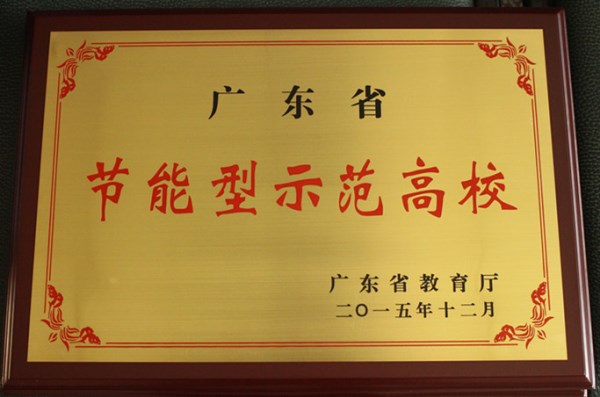 广东省
节能型示范高校
广东省教育厅
二〇一五年十二月